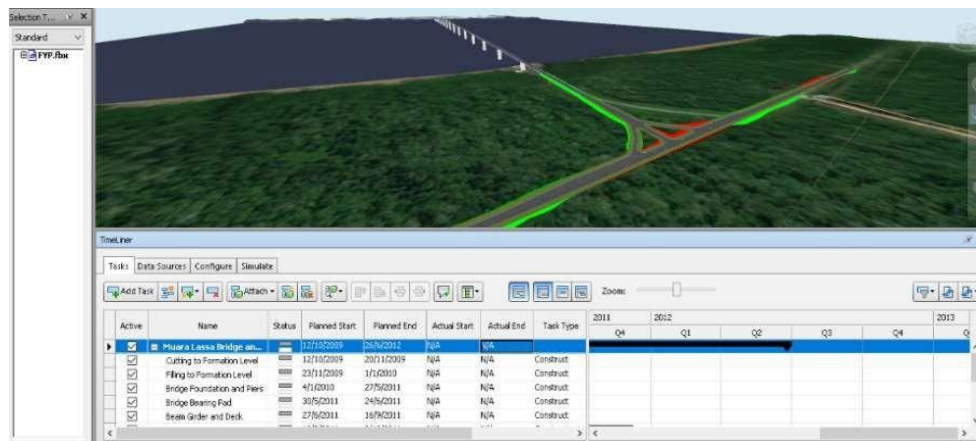 Selection T...
Standard
FYP.fbx
TimeLiner
Tasks Data Sources Configure Simulate
Add Task Attach Zoom:
Active Name Status Planned Start Planned End Actual Start Actual End Task Type
2011 2012 2013
Q4 Q1 Q2 Q3 Q4 Q
Muara Lassa Bridge an... 12/10/2009 26/6/2012 N/A N/A
Cutting to Formation Level 12/10/2009 20/11/2009 N/A N/A Construct
Filling to Formation Level 23/11/2009 1/1/2010 N/A N/A Construct
Bridge Foundation and Piers 4/1/2010 27/5/2011 N/A N/A Construct
Bridge Bearing Pad 30/5/2011 24/6/2011 N/A N/A Construct
Beam Girder and Deck 27/6/2011 16/9/2011 N/A N/A Construct